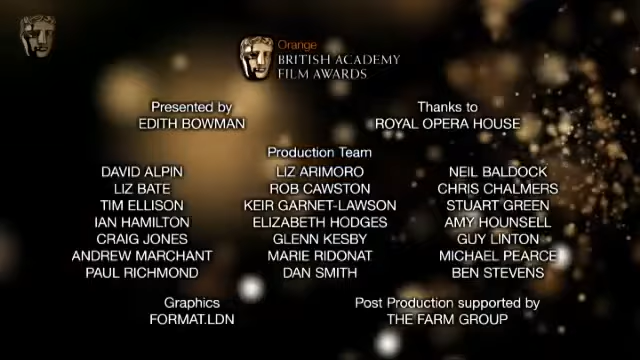 Orange
BRITISH ACADEMY
FILM AWARDS
Presented by
EDITH BOWMAN
Thanks to
ROYAL OPERA HOUSE
Production Team
DAVID ALPIN LIZ ARIMORO NEIL BALDOCK
LIZ BATE ROB CAWSTON CHRIS CHALMERS
TIM ELLISON KEIR GARNET-LAWSON STUART GREEN
IAN HAMILTON ELIZABETH HODGES AMY HOUNSELL
CRAIG JONES GLENN KESBY GUY LINTON
ANDREW MARCHANT MARIE RIDONAT MICHAEL PEARCE
PAUL RICHMOND DAN SMITH BEN STEVENS
Graphics
FORMAT.LDN
Post Production supported by
THE FARM GROUP